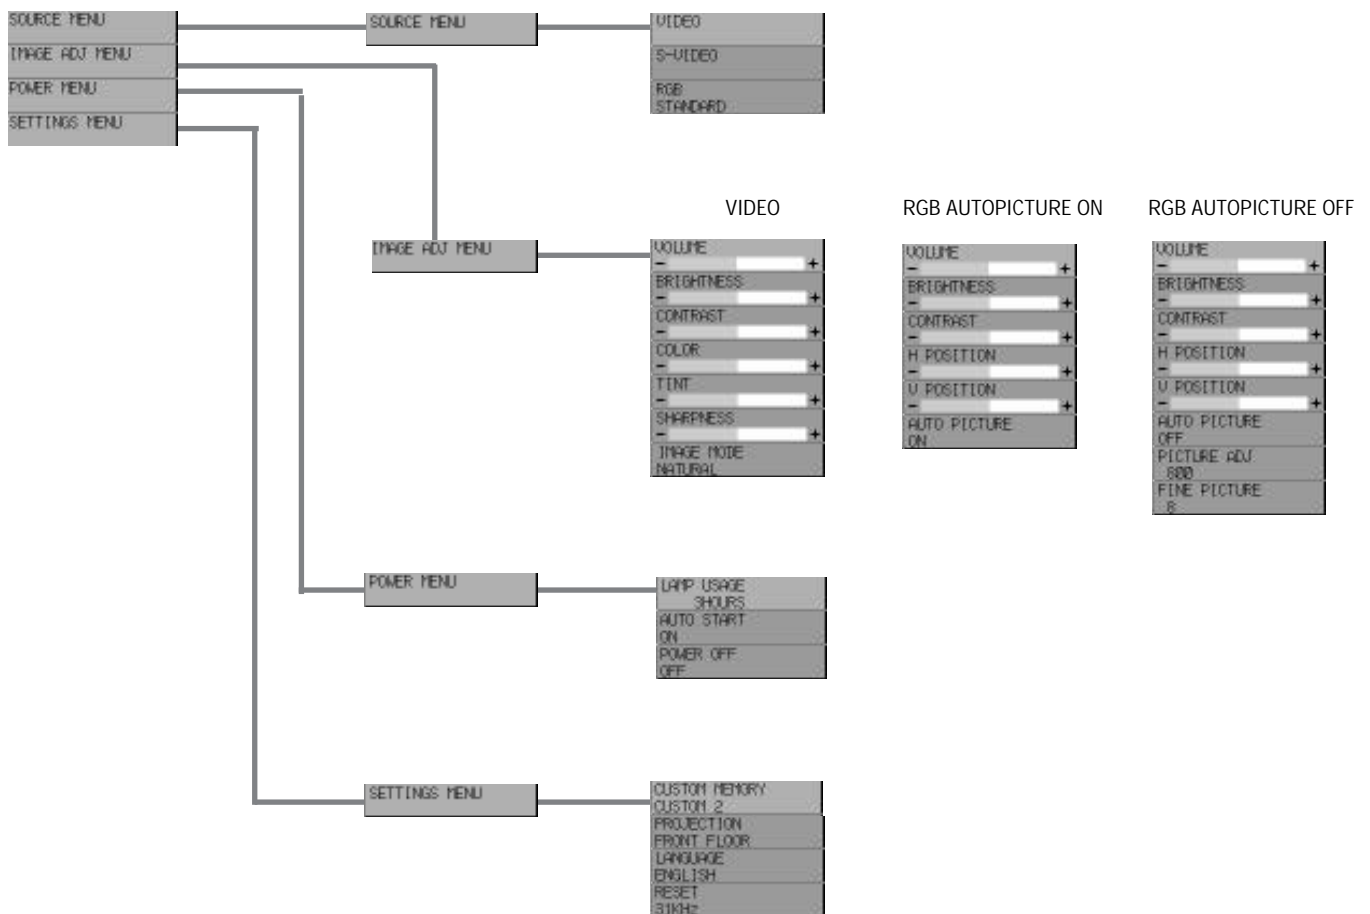 SOURCE MENU
IMAGE ADJ MENU
POWER MENU
SETTINGS MENU
SOURCE MENU
VIDEO
S-VIDEO
RGB
STANDARD
VIDEO
RGB AUTOPICTURE ON
RGB AUTOPICTURE OFF
IMAGE ADJ MENU
VOLUME
- +
BRIGHTNESS
- +
CONTRAST
- +
COLOR
- +
TINT
- +
SHARPNESS
- +
IMAGE MODE
NATURAL
VOLUME
- +
BRIGHTNESS
- +
CONTRAST
- +
H POSITION
- +
V POSITION
- +
AUTO PICTURE
ON
VOLUME
- +
BRIGHTNESS
- +
CONTRAST
- +
H POSITION
- +
V POSITION
- +
AUTO PICTURE
OFF
PICTURE ADJ
800
FINE PICTURE
8
POWER MENU
LAMP USAGE
3HOURS
AUTO START
ON
POWER OFF
OFF
SETTINGS MENU
CUSTOM MEMORY
CUSTOM 2
PROJECTION
FRONT FLOOR
LANGUAGE
ENGLISH
RESET
31KHz